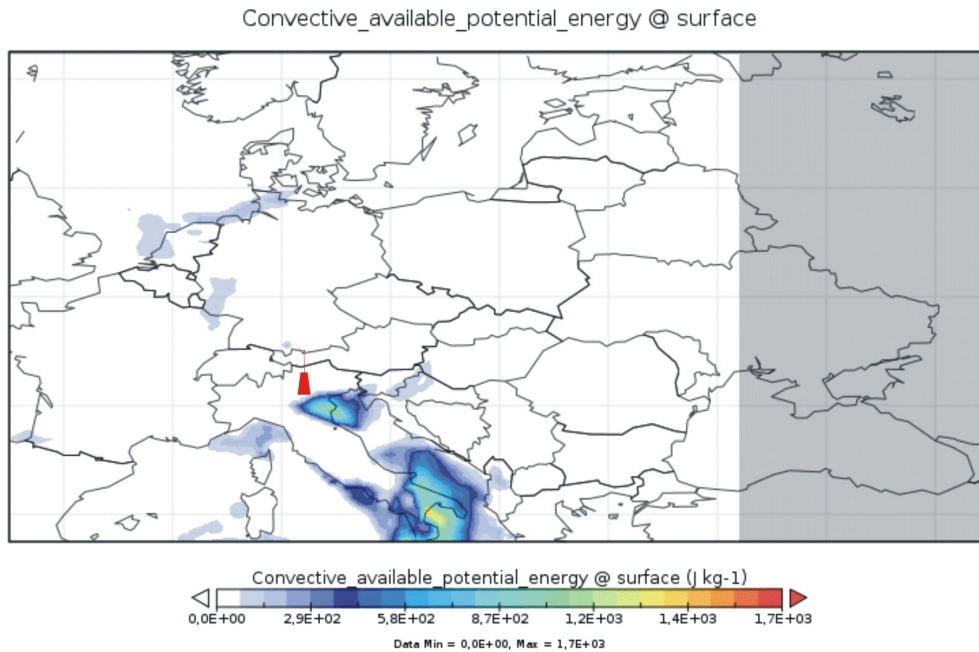 Convective_available_potential_energy @ surface
Convective_available_potential_energy @ surface (J kg-1)
0,0E+00 2,9E+02 5,8E+02 8,7E+02 1,2E+03 1,4E+03 1,7E+03
Data Min = 0,0E+00, Max = 1,7E+03